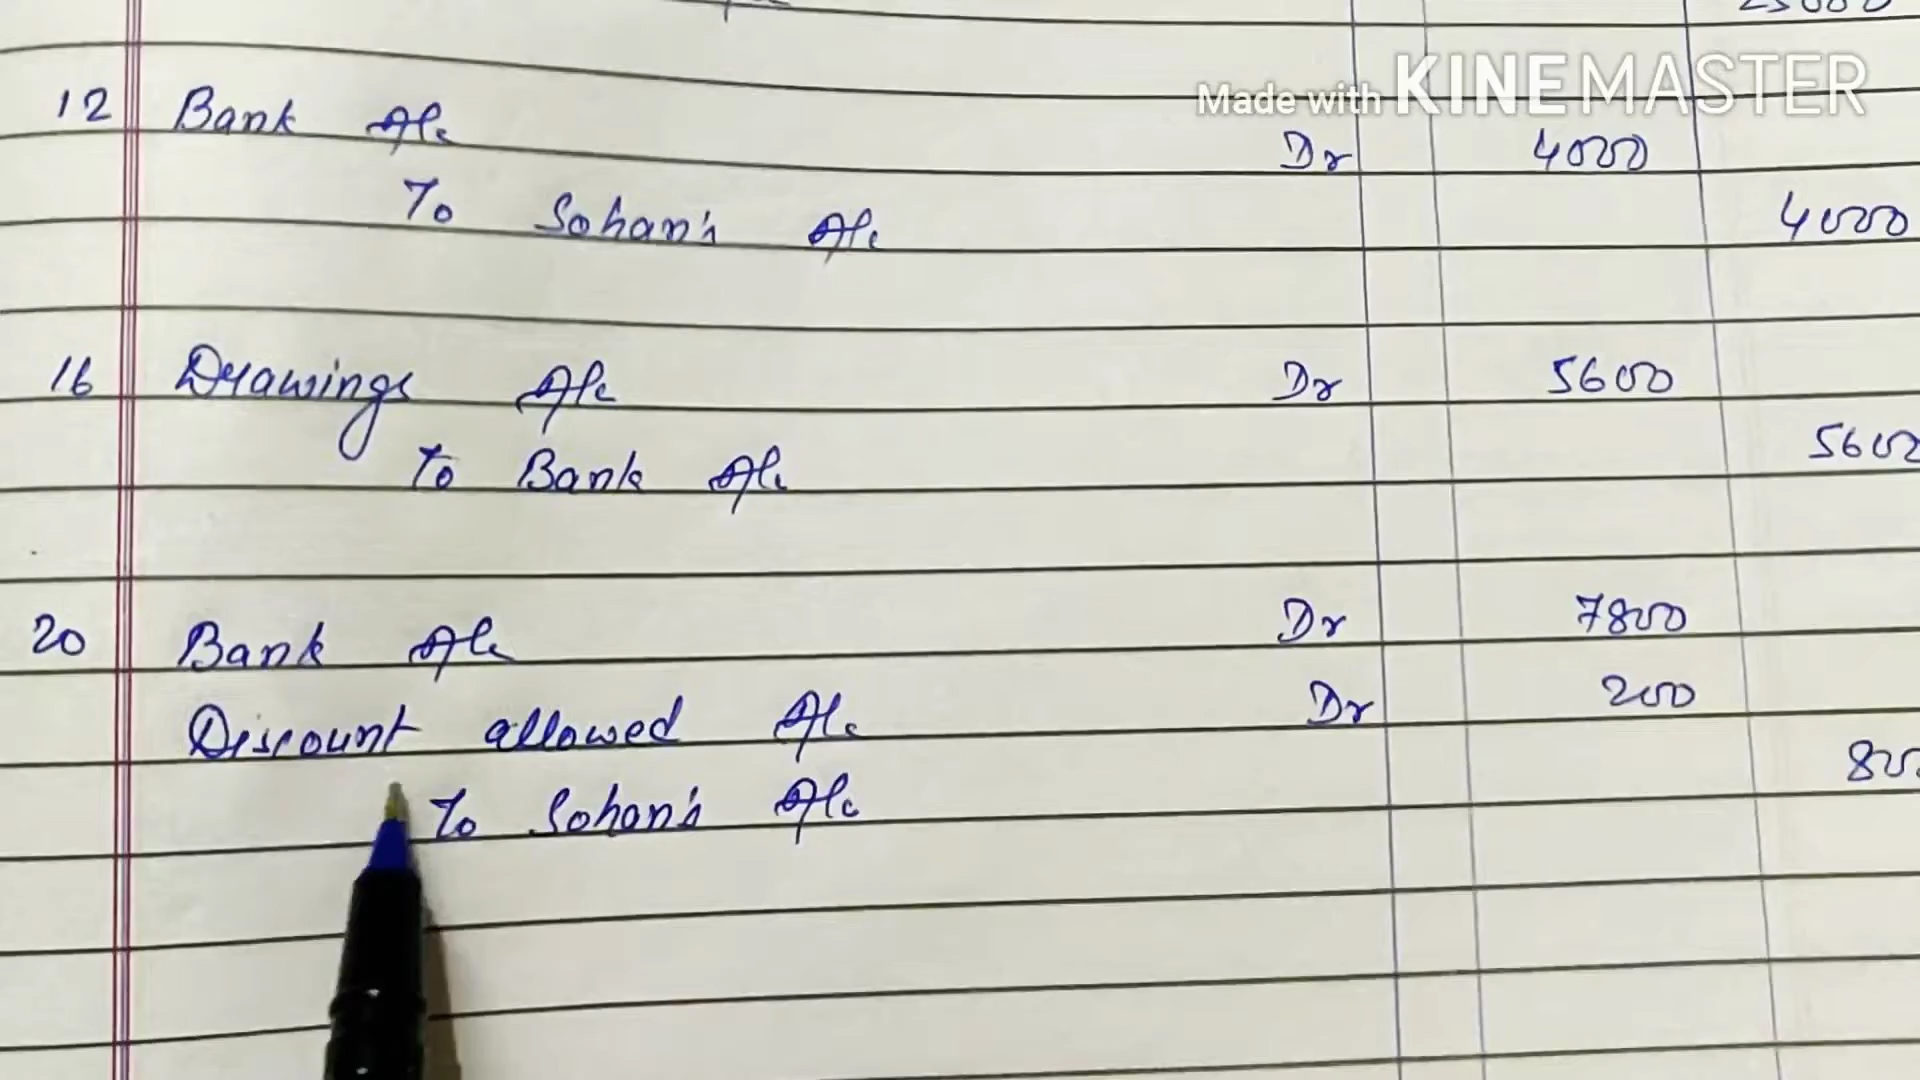 25000
Made with KINEMASTER
12 Bank A/c Dr 4000
To Sohan's A/c 4000
16 Drawings A/c Dr 5600
To Bank A/c 5600
20 Bank A/c Dr 7800
Discount allowed A/c Dr 200
To Sohan's A/c